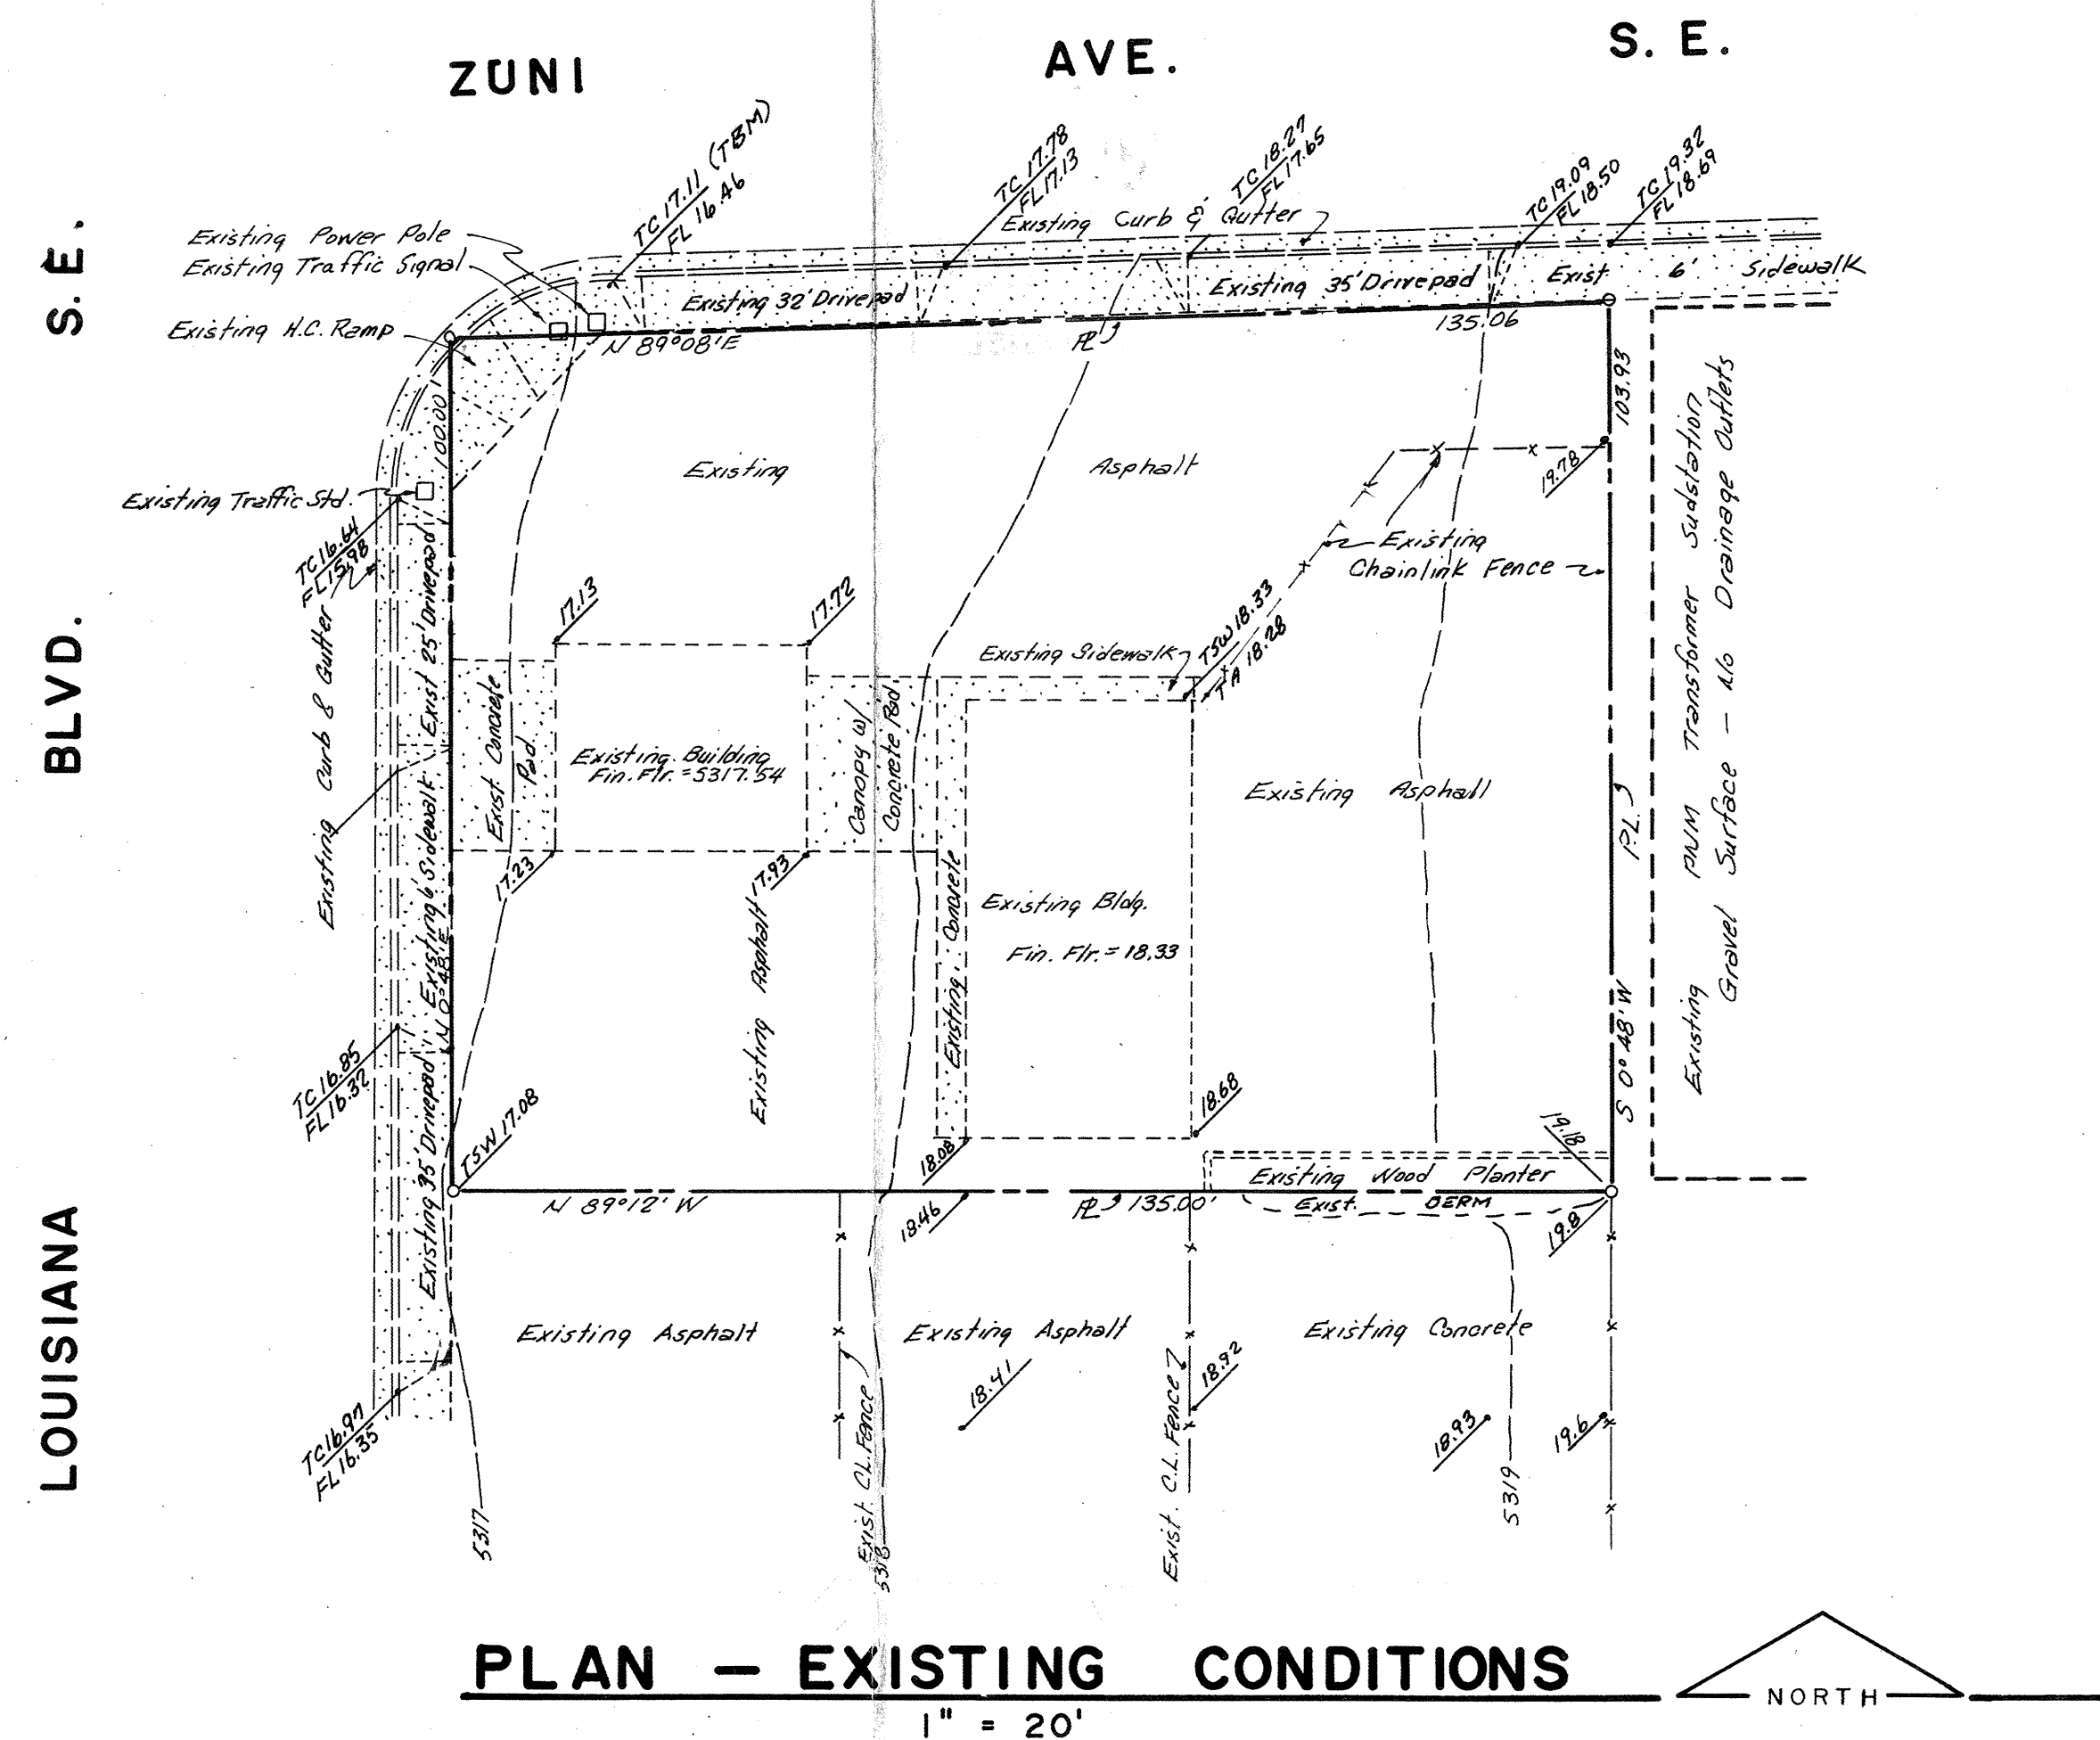 ZUNI AVE. S. E.
LOUISIANA BLVD. S.E.
TC 17.11 (TBM)
FL 16.46
TC 17.78
FL 17.13
TC 18.27
FL 17.65
TC 19.09
FL 18.50
TC 19.32
FL 18.69
Existing Curb & Gutter
Existing Power Pole
Existing Traffic Signal
Existing H.C. Ramp
Existing 32' Drivepad
Existing 35' Drivepad
Exist 6' Sidewalk
N 89°08'E
PL
135.06
103.93
100.00'
Existing Asphalt
19.78
Existing Traffic Std.
TC 16.64
FL 15.98
Existing Curb & Gutter
Exist 25' Drivepad
Existing
Chainlink Fence
17.13
17.72
Existing Sidewalk
TSW 18.33
TA 18.28
Exist. Concrete
Pad
Existing Building
Fin. Flr. = 5317.54
Canopy w/
Concrete Pad
Existing Asphalt
17.23
17.93
Existing Asphalt
Existing Concrete
Existing Bldg.
Fin. Flr. = 18.33
Existing 6' Sidewalk
N 0°48'E
P.L.
S 0°48'W
Existing PNM Transformer Sudstation
Gravel Surface - No Drainage Outlets
TC 16.85
FL 16.32
Existing 35' Drivepad
TSW 17.08
18.08
18.68
19.18
Existing Wood Planter
N 89°12' W
PL
135.00'
Exist. BERM
18.46
19.8
Existing Asphalt
Existing Asphalt
Existing Concrete
18.41
18.92
18.93
19.6
TC 16.97
FL 16.35
5317
Exist. C.L. Fence
5318
Exist. C.L. Fence
5319
PLAN - EXISTING CONDITIONS
1" = 20'
NORTH